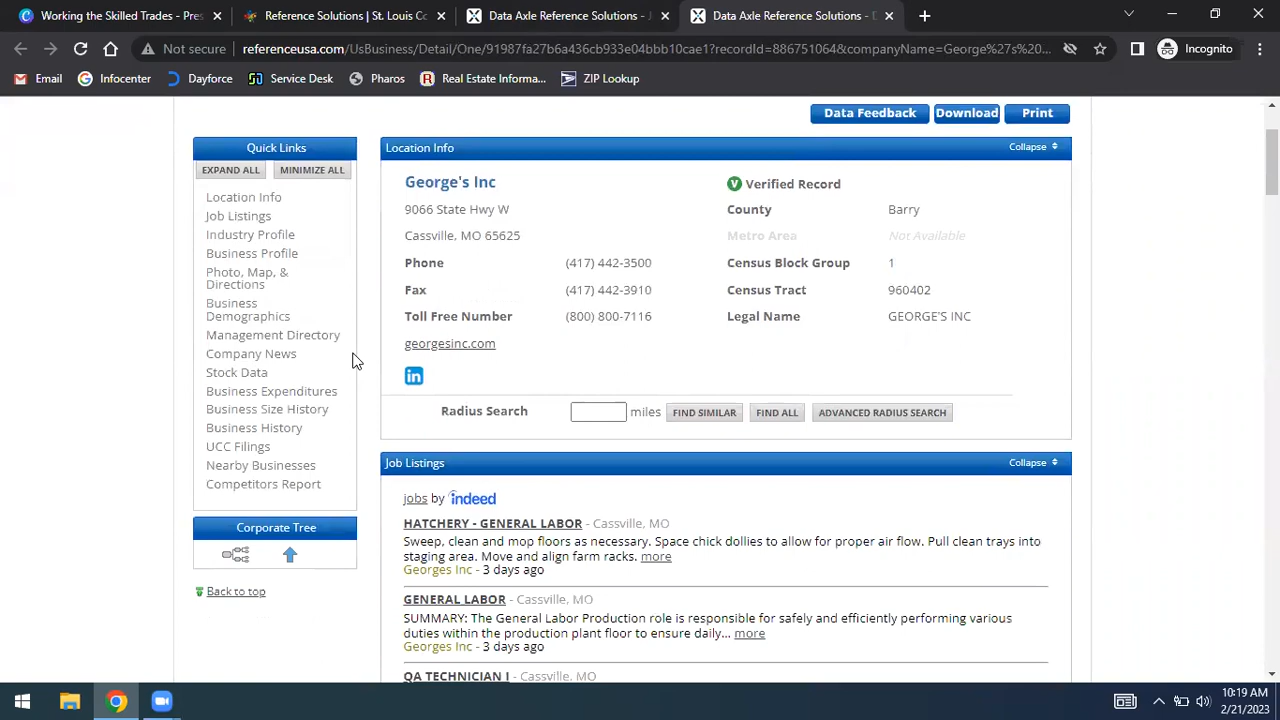 Working the Skilled Trades - Pres
Reference Solutions | St. Louis Co
Data Axle Reference Solutions - J
Data Axle Reference Solutions - D
Not secure
referenceusa.com/UsBusiness/Detail/One/91987fa27b6a436cb933e04bbb10cae1?recordId=886751064&companyName=George%27s%20...
Incognito
Email
Infocenter
Dayforce
Service Desk
Pharos
Real Estate Informa...
ZIP Lookup
Data Feedback
Download
Print
Quick Links
EXPAND ALL
MINIMIZE ALL
Location Info
Job Listings
Industry Profile
Business Profile
Photo, Map, &
Directions
Business
Demographics
Management Directory
Company News
Stock Data
Business Expenditures
Business Size History
Business History
UCC Filings
Nearby Businesses
Competitors Report
Corporate Tree
Back to top
Location Info
Collapse
George's Inc
V Verified Record
9066 State Hwy W
County Barry
Cassville, MO 65625
Metro Area Not Available
Phone (417) 442-3500
Census Block Group 1
Fax (417) 442-3910
Census Tract 960402
Toll Free Number (800) 800-7116
Legal Name GEORGE'S INC
georgesinc.com
in
Radius Search miles FIND SIMILAR FIND ALL ADVANCED RADIUS SEARCH
Job Listings
Collapse
jobs by indeed
HATCHERY - GENERAL LABOR - Cassville, MO
Sweep, clean and mop floors as necessary. Space chick dollies to allow for proper air flow. Pull clean trays into
staging area. Move and align farm racks. more
Georges Inc - 3 days ago
GENERAL LABOR - Cassville, MO
SUMMARY: The General Labor Production role is responsible for safely and efficiently performing various
duties within the production plant floor to ensure daily... more
Georges Inc - 3 days ago
QA TECHNICIAN I - Cassville, MO
10:19 AM
2/21/2023